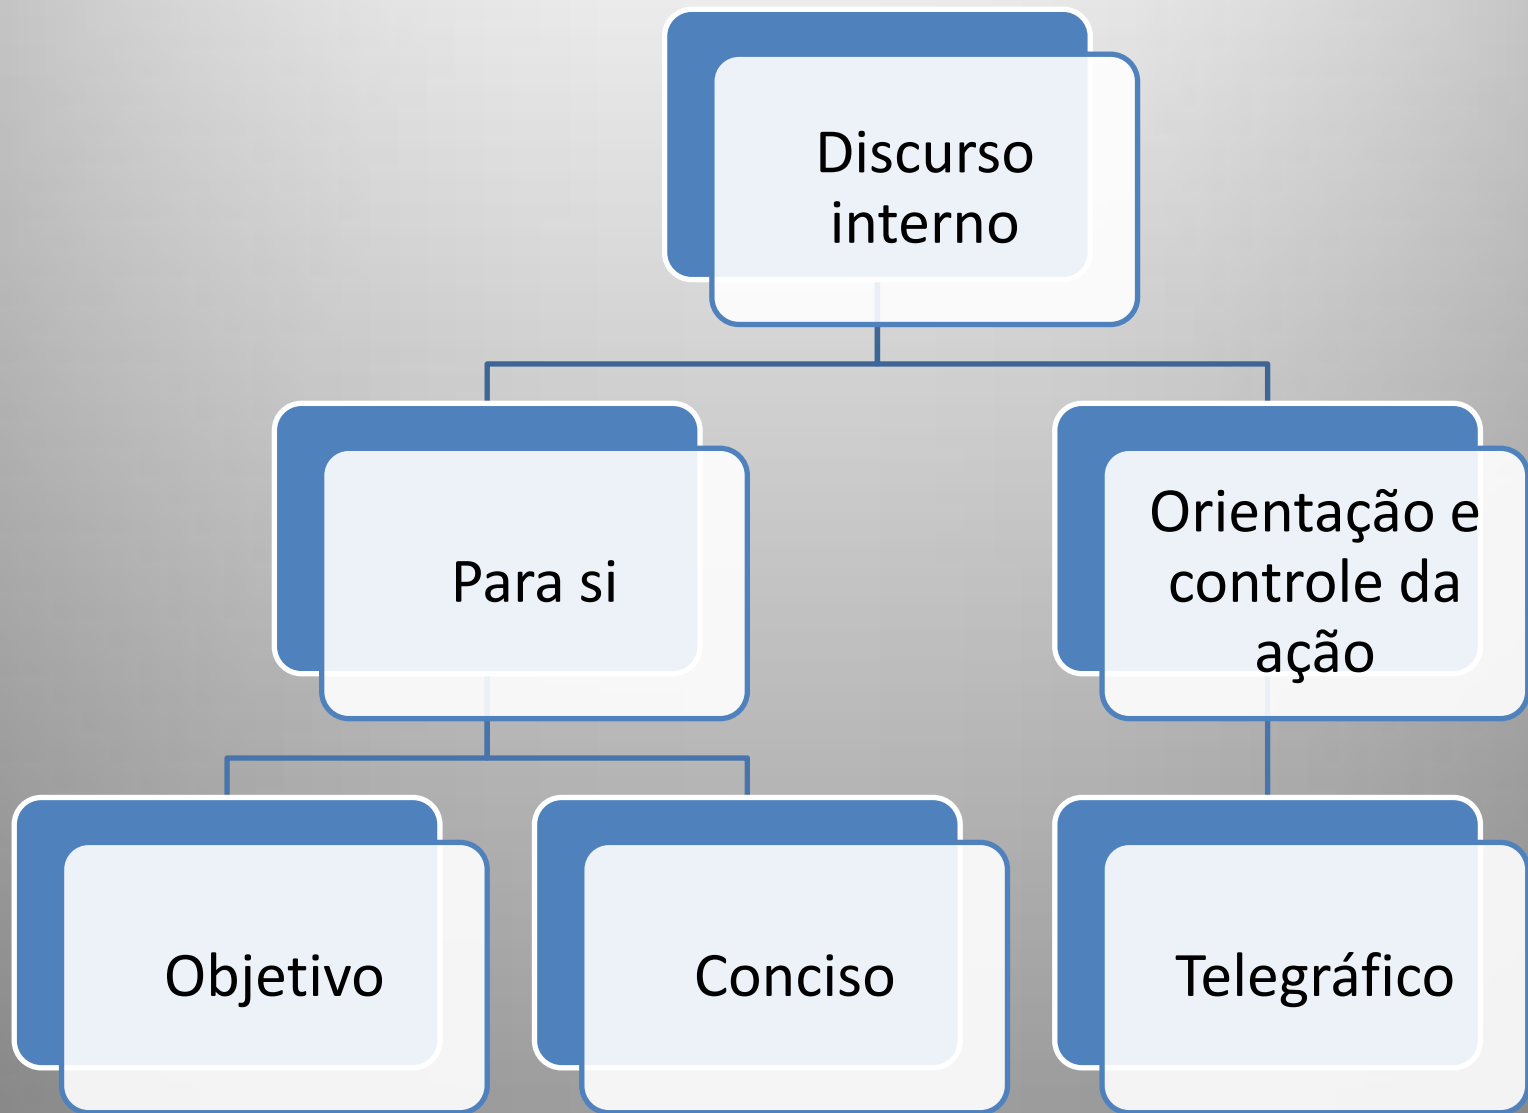 Discurso
interno
Para si
Orientação e
controle da
ação
Objetivo
Conciso
Telegráfico